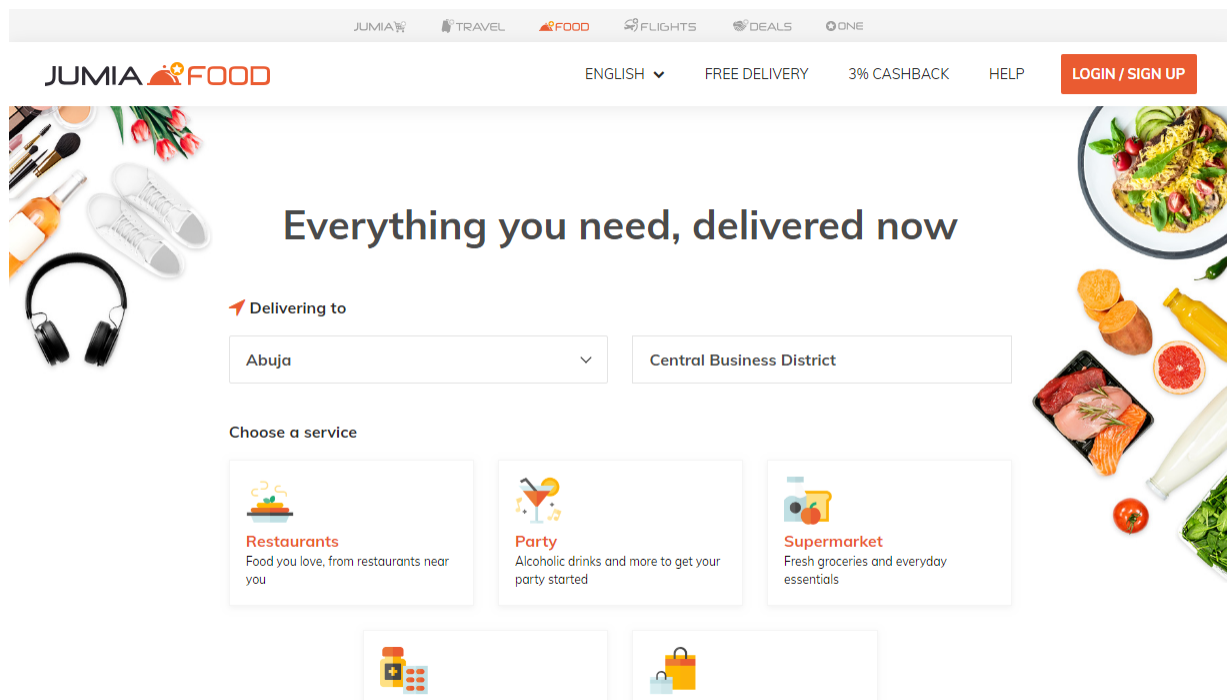 JUMIA TRAVEL FOOD FLIGHTS DEALS ONE
JUMIA FOOD ENGLISH FREE DELIVERY 3% CASHBACK HELP LOGIN / SIGN UP
Everything you need, delivered now
Delivering to
Abuja
Central Business District
Choose a service
Restaurants
Food you love, from restaurants near
you
Party
Alcoholic drinks and more to get your
party started
Supermarket
Fresh groceries and everyday
essentials